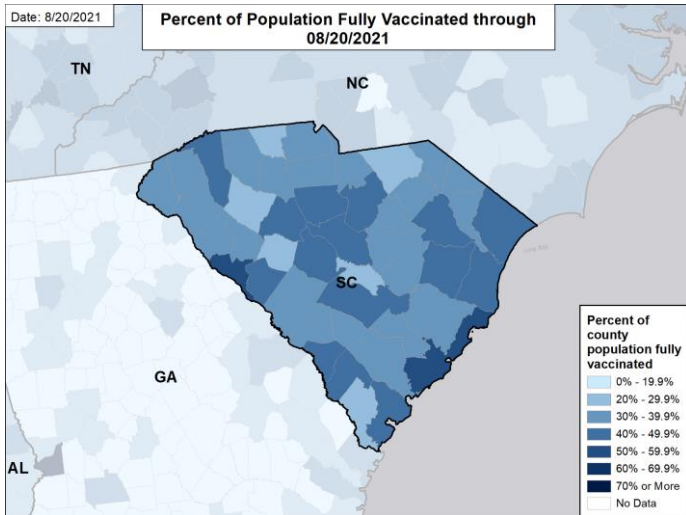 Date: 8/20/2021
Percent of Population Fully Vaccinated through
08/20/2021
TN
NC
SC
GA
AL
Percent of
county
population fully
vaccinated
0% - 19.9%
20% - 29.9%
30% - 39.9%
40% - 49.9%
50% - 59.9%
60% - 69.9%
70% or More
No Data